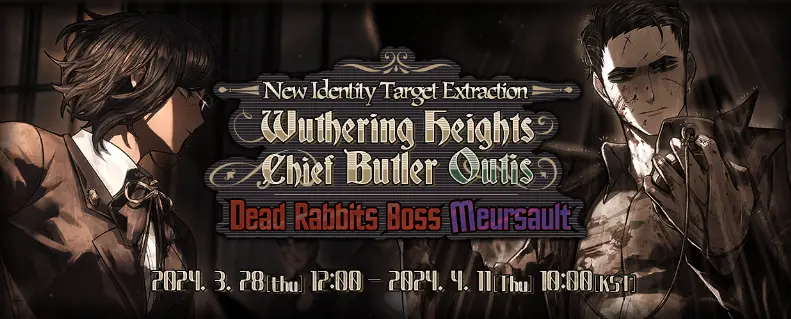 New Identity Target Extraction
Wuthering Heights
Chief Butler Outis
Dead Rabbits Boss Meursault
2024. 3. 28[thu] 12:00 – 2024. 4. 11[Thu] 10:00[KST]